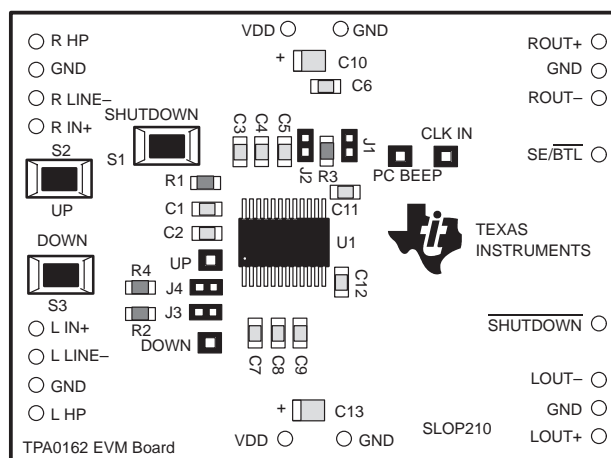 VDD
GND
R HP
GND
R LINE–
R IN+
ROUT+
GND
ROUT–
SE/BTL
+
C10
C6
SHUTDOWN
S1
S2
UP
C3
C4
C5
J2
R3
J1
CLK IN
PC BEEP
R1
C1
C2
C11
U1
TEXAS
INSTRUMENTS
DOWN
S3
UP
R4
J4
J3
R2
DOWN
C12
C7
C8
C9
L IN+
L LINE–
GND
L HP
SHUTDOWN
LOUT–
GND
LOUT+
+
C13
SLOP210
VDD
GND
TPA0162 EVM Board